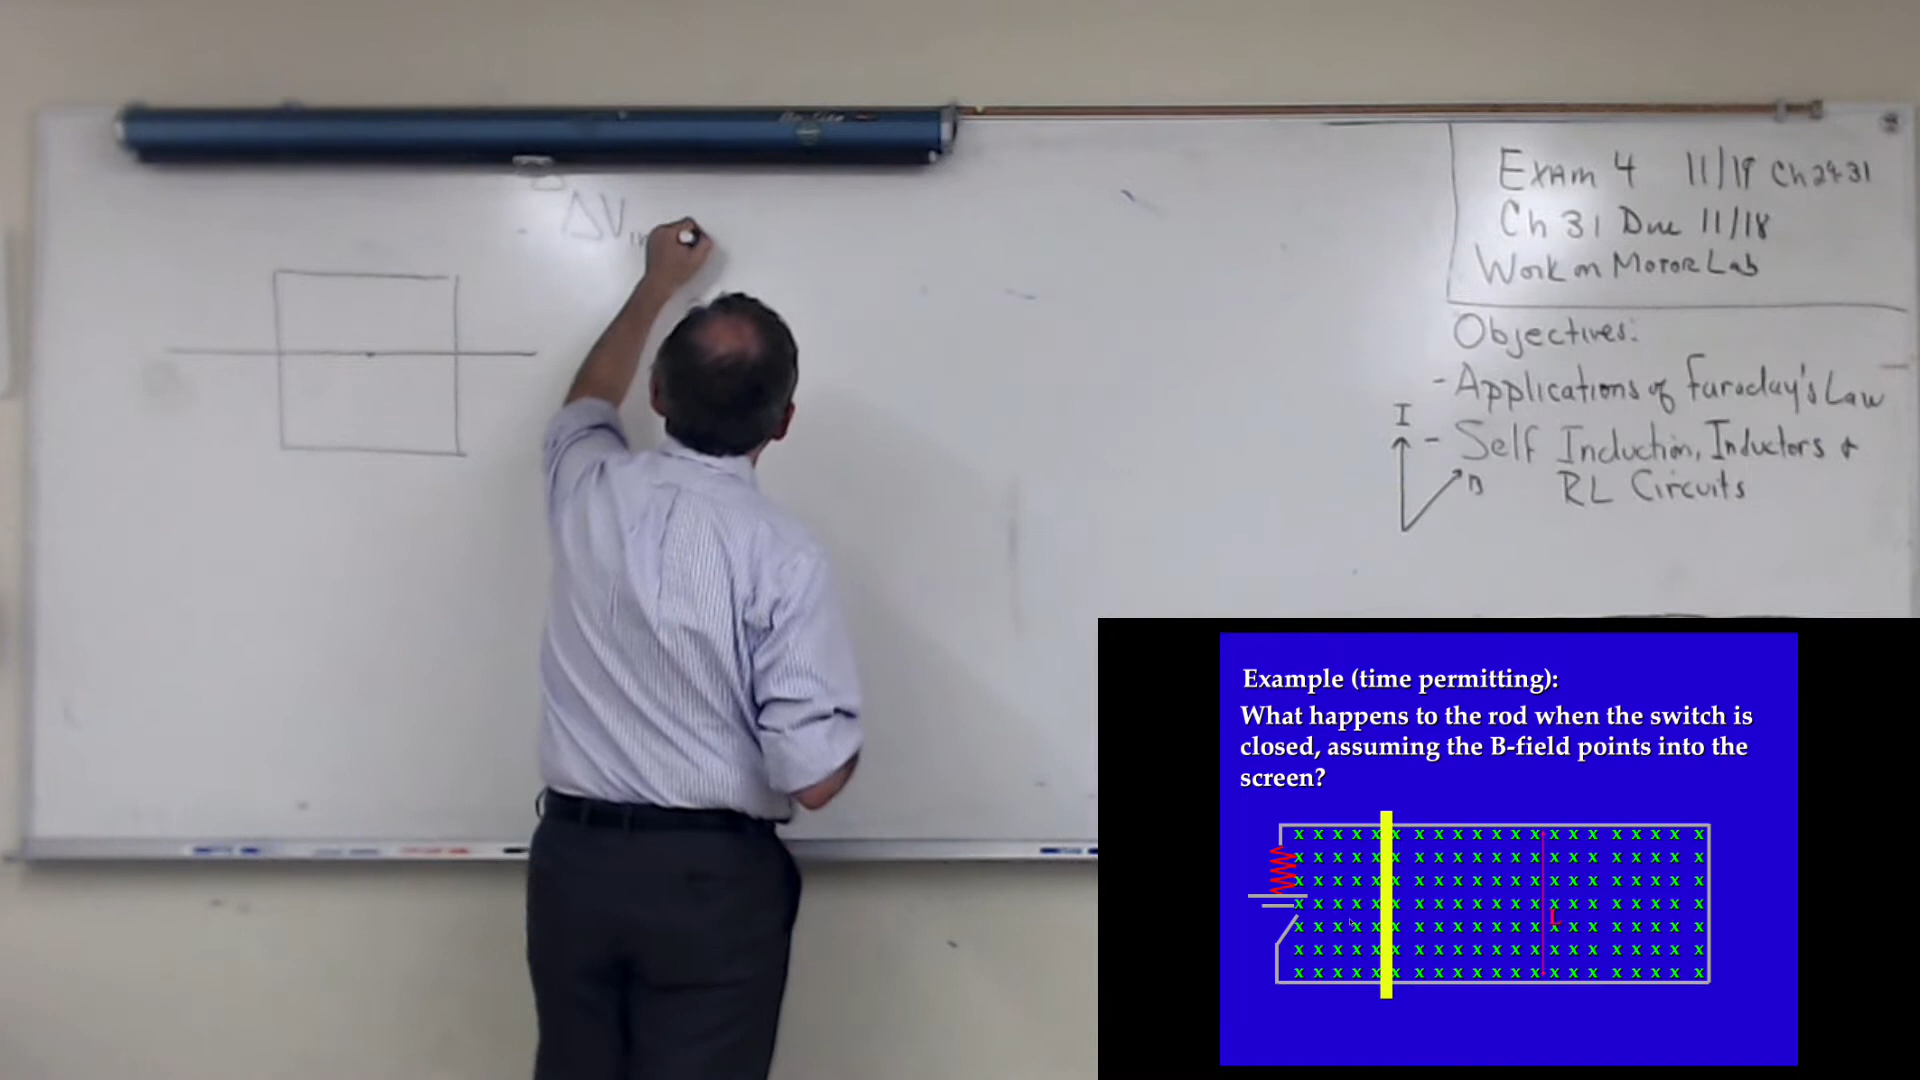 ΔV
Exam 4 11/19 Ch 29-31
Ch 31 Due 11/18
Work on Motor Lab
Objectives:
- Applications of Faraday's Law
I
- Self Induction, Inductors &
B
RL Circuits
Example (time permitting):
What happens to the rod when the switch is
closed, assuming the B-field points into the
screen?
x x x x x x x x x x x x x x x x x x x x
x x x x x x x x x x x x x x x x x x x x
x x x x x x x x x x x x x x x x x x x x
x x x x x x x x x x x x x x x x x x x x
L
x x x x x x x x x x x x x x x x x x x x
x x x x x x x x x x x x x x x x x x x x
x x x x x x x x x x x x x x x x x x x x